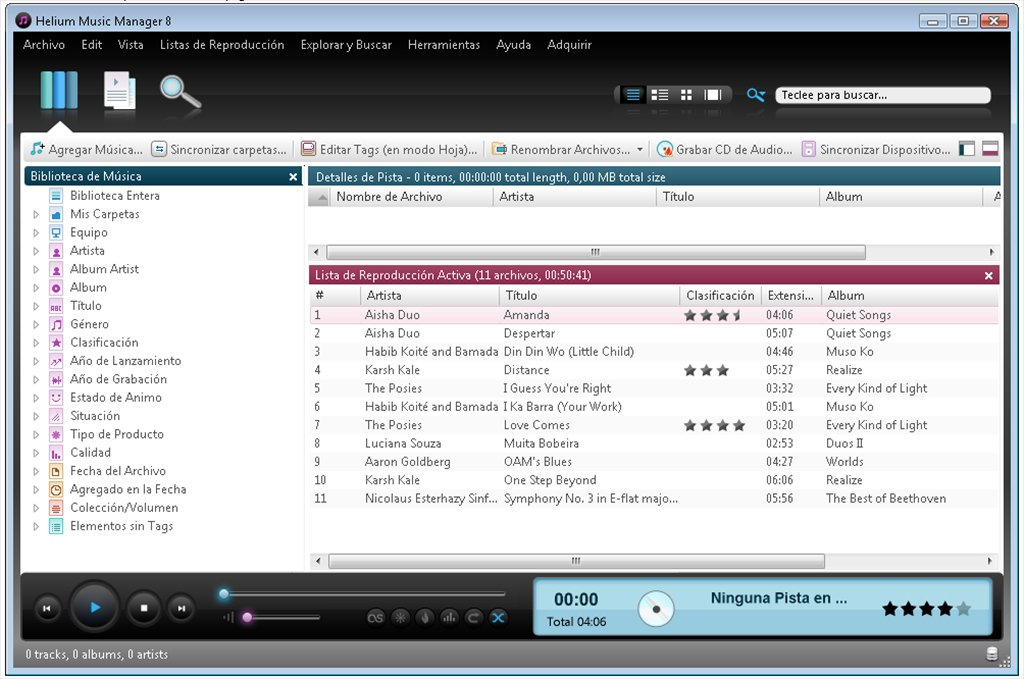 Helium Music Manager 8
Archivo Edit Vista Listas de Reproducción Explorar y Buscar Herramientas Ayuda Adquirir
Teclee para buscar...
Agregar Música... Sincronizar carpetas... Editar Tags (en modo Hoja)... Renombrar Archivos... Grabar CD de Audio... Sincronizar Dispositivo...
Biblioteca de Música
Biblioteca Entera
Mis Carpetas
Equipo
Artista
Album Artist
Album
Título
Género
Clasificación
Año de Lanzamiento
Año de Grabación
Estado de Animo
Situación
Tipo de Producto
Calidad
Fecha del Archivo
Agregado en la Fecha
Colección/Volumen
Elementos sin Tags
Detalles de Pista - 0 items, 00:00:00 total length, 0,00 MB total size
Nombre de Archivo Artista Título Album A
Lista de Reproducción Activa (11 archivos, 00:50:41)
# Artista Título Clasificación Extensi... Album
1 Aisha Duo Amanda 04:06 Quiet Songs
2 Aisha Duo Despertar 05:07 Quiet Songs
3 Habib Koité and Bamada Din Din Wo (Little Child) 04:46 Muso Ko
4 Karsh Kale Distance 05:27 Realize
5 The Posies I Guess You're Right 03:32 Every Kind of Light
6 Habib Koité and Bamada I Ka Barra (Your Work) 05:01 Muso Ko
7 The Posies Love Comes 03:20 Every Kind of Light
8 Luciana Souza Muita Bobeira 02:53 Duos II
9 Aaron Goldberg OAM's Blues 04:27 Worlds
10 Karsh Kale One Step Beyond 06:06 Realize
11 Nicolaus Esterhazy Sinf... Symphony No. 3 in E-flat majo... 05:56 The Best of Beethoven
00:00
Total 04:06
Ninguna Pista en ...
0 tracks, 0 albums, 0 artists